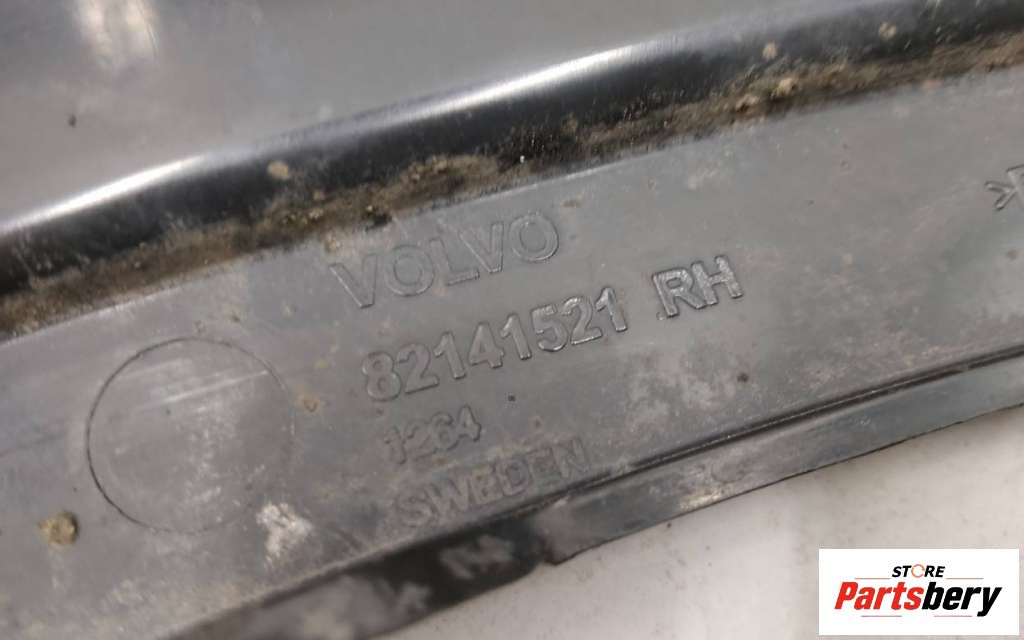 VOLVO
82141521 RH
1264
SWEDEN
STORE
Partsbery